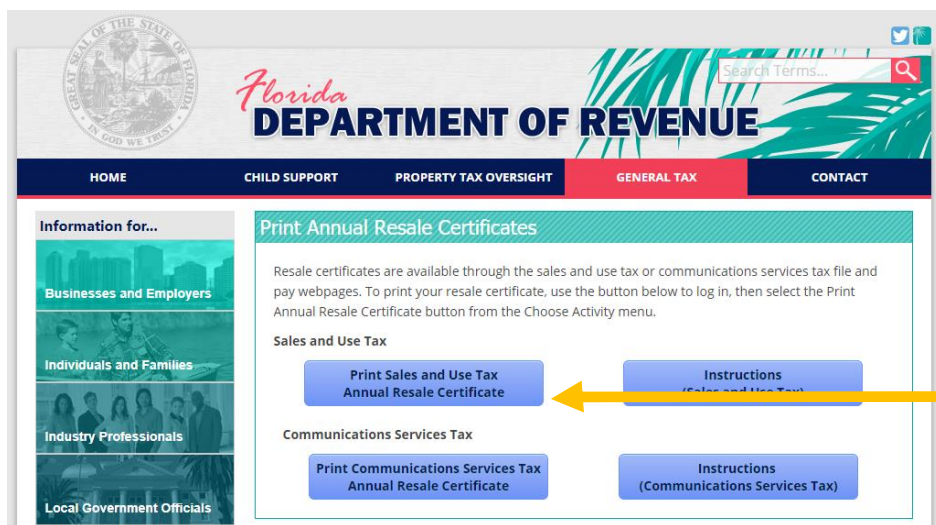 GREAT SEAL OF THE STATE OF FLORIDA
IN GOD WE TRUST
Search Terms...
Florida
DEPARTMENT OF REVENUE
HOME CHILD SUPPORT PROPERTY TAX OVERSIGHT GENERAL TAX CONTACT
Information for...
Businesses and Employers
Individuals and Families
Industry Professionals
Local Government Officials
Print Annual Resale Certificates
Resale certificates are available through the sales and use tax or communications services tax file and
pay webpages. To print your resale certificate, use the button below to log in, then select the Print
Annual Resale Certificate button from the Choose Activity menu.
Sales and Use Tax
Print Sales and Use Tax
Annual Resale Certificate
Instructions
(Sales and Use Tax)
Communications Services Tax
Print Communications Services Tax
Annual Resale Certificate
Instructions
(Communications Services Tax)